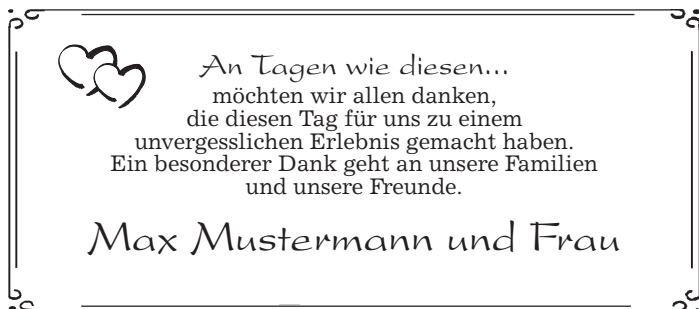 An Tagen wie diesen...
möchten wir allen danken,
die diesen Tag für uns zu einem
unvergesslichen Erlebnis gemacht haben.
Ein besonderer Dank geht an unsere Familien
und unsere Freunde.
Max Mustermann und Frau